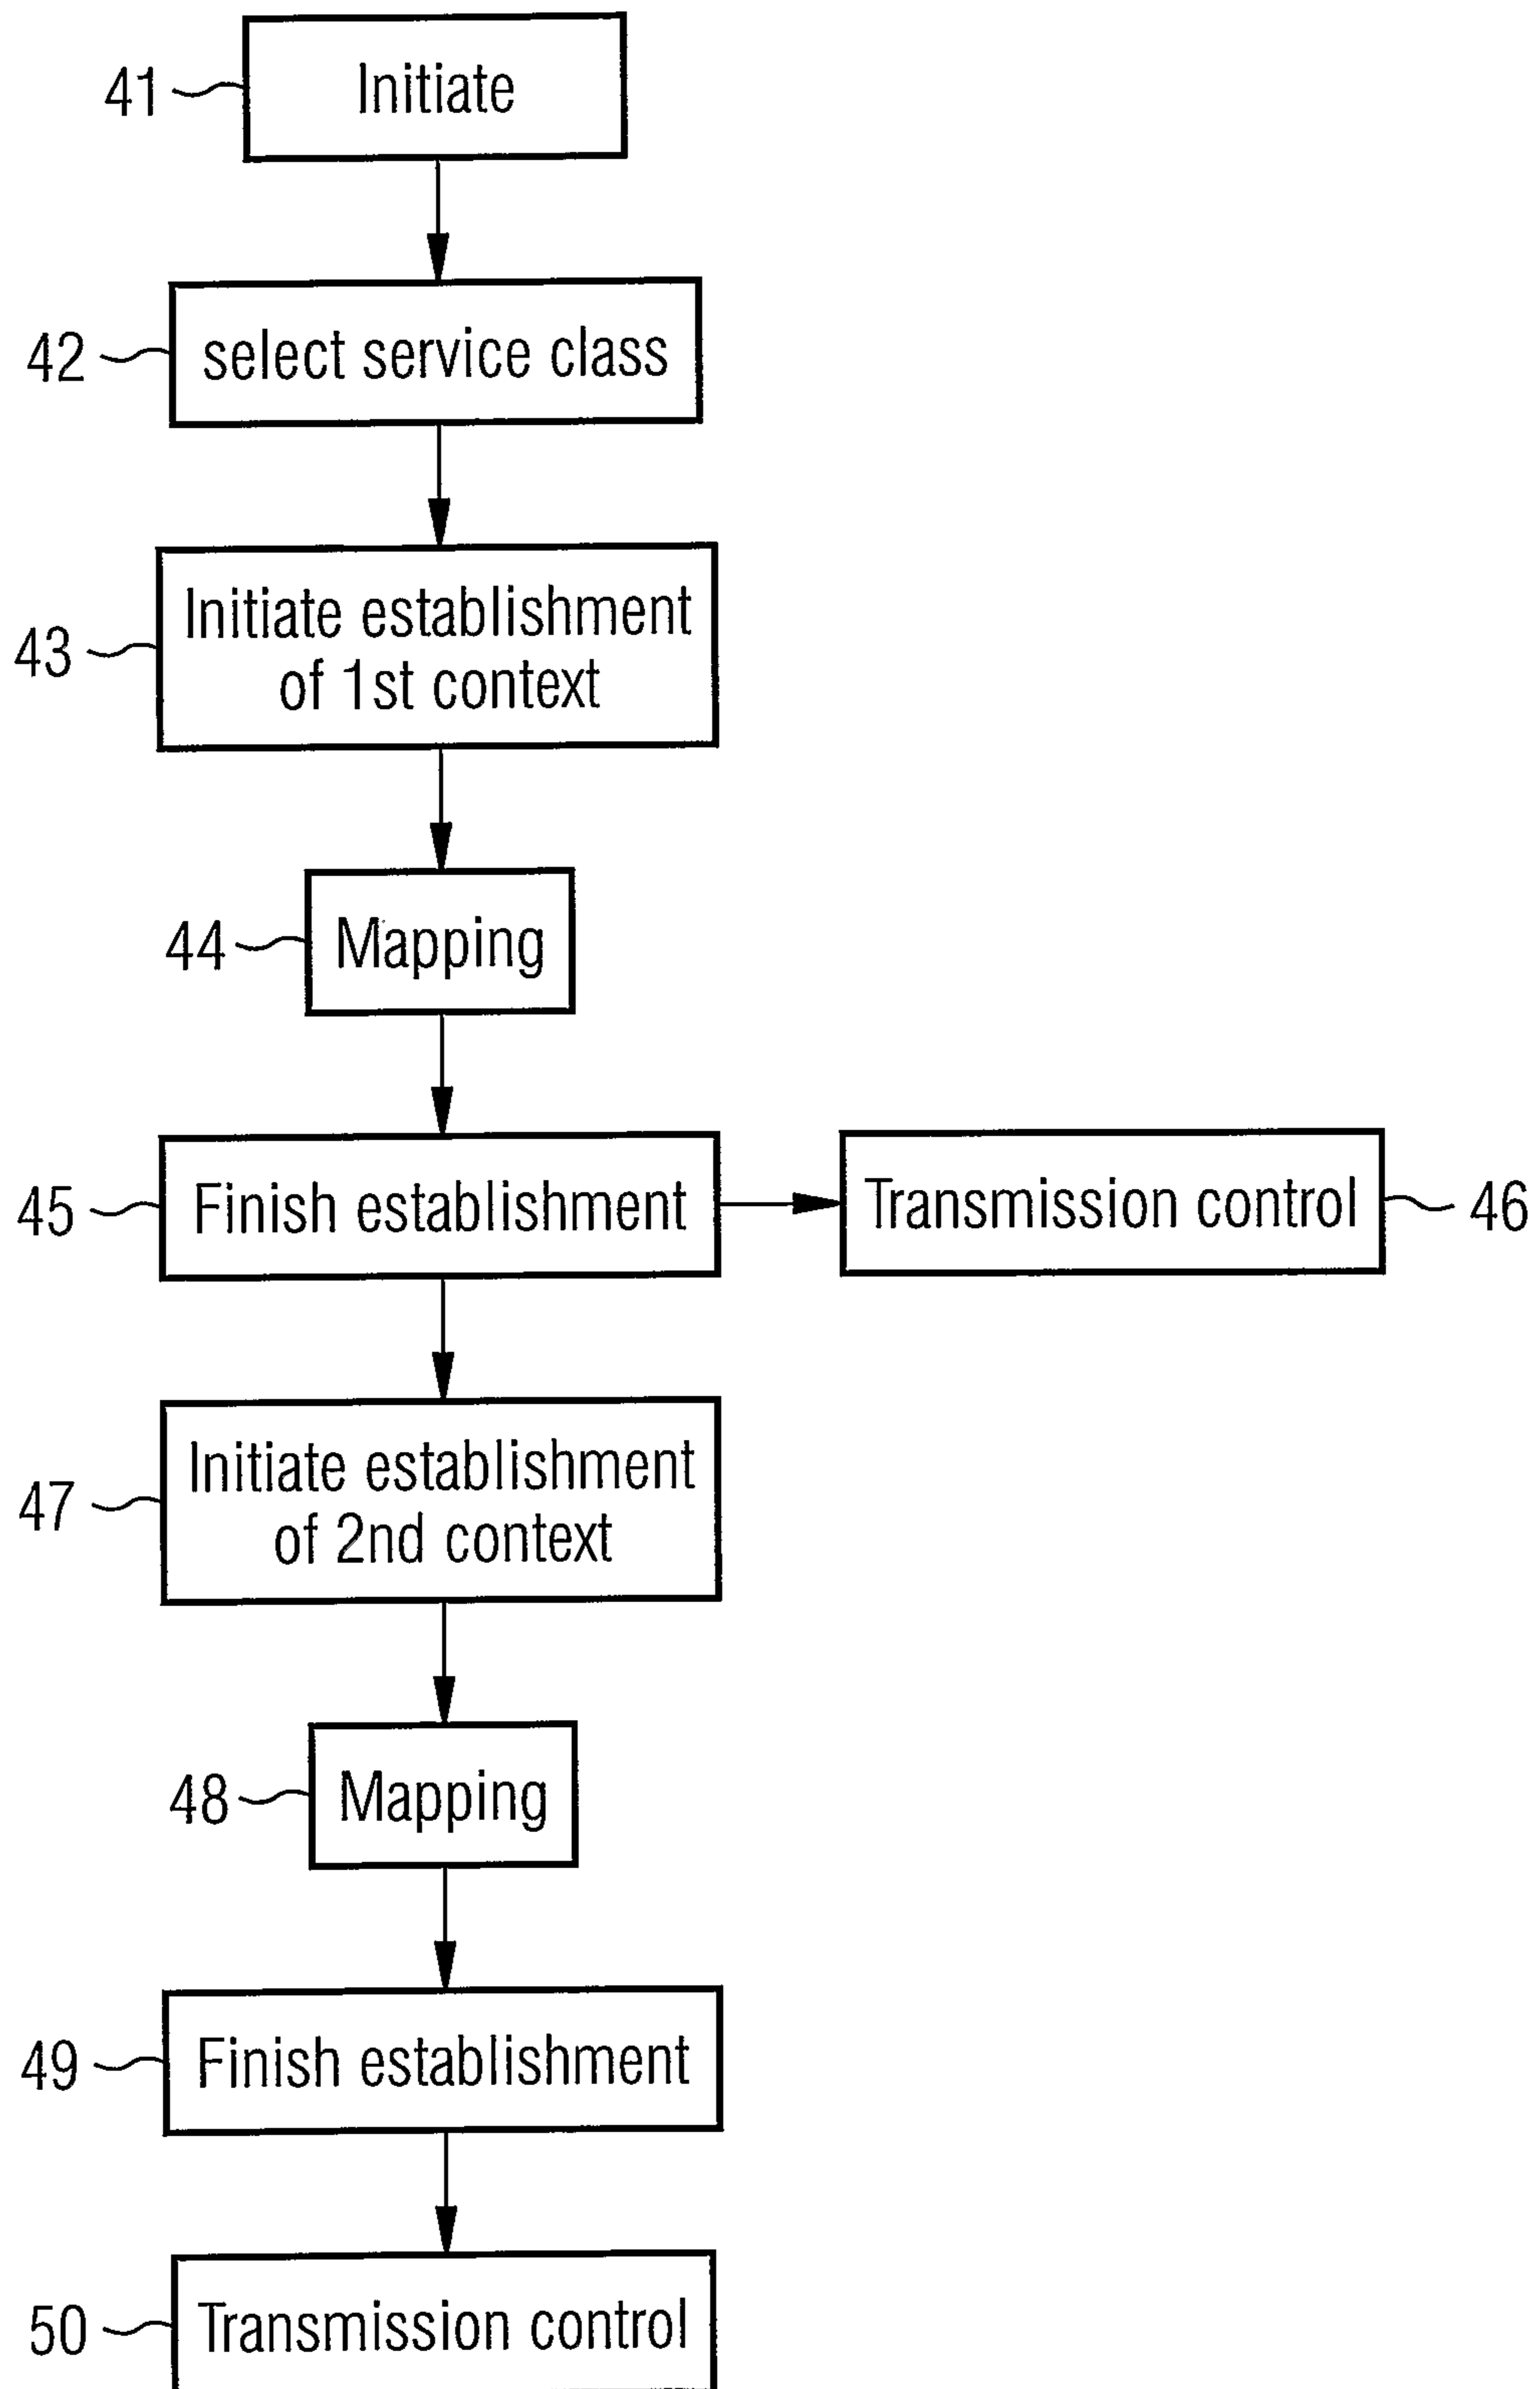 41 Initiate
42 select service class
43 Initiate establishment
of 1st context
44 Mapping
45 Finish establishment
Transmission control 46
47 Initiate establishment
of 2nd context
48 Mapping
49 Finish establishment
50 Transmission control